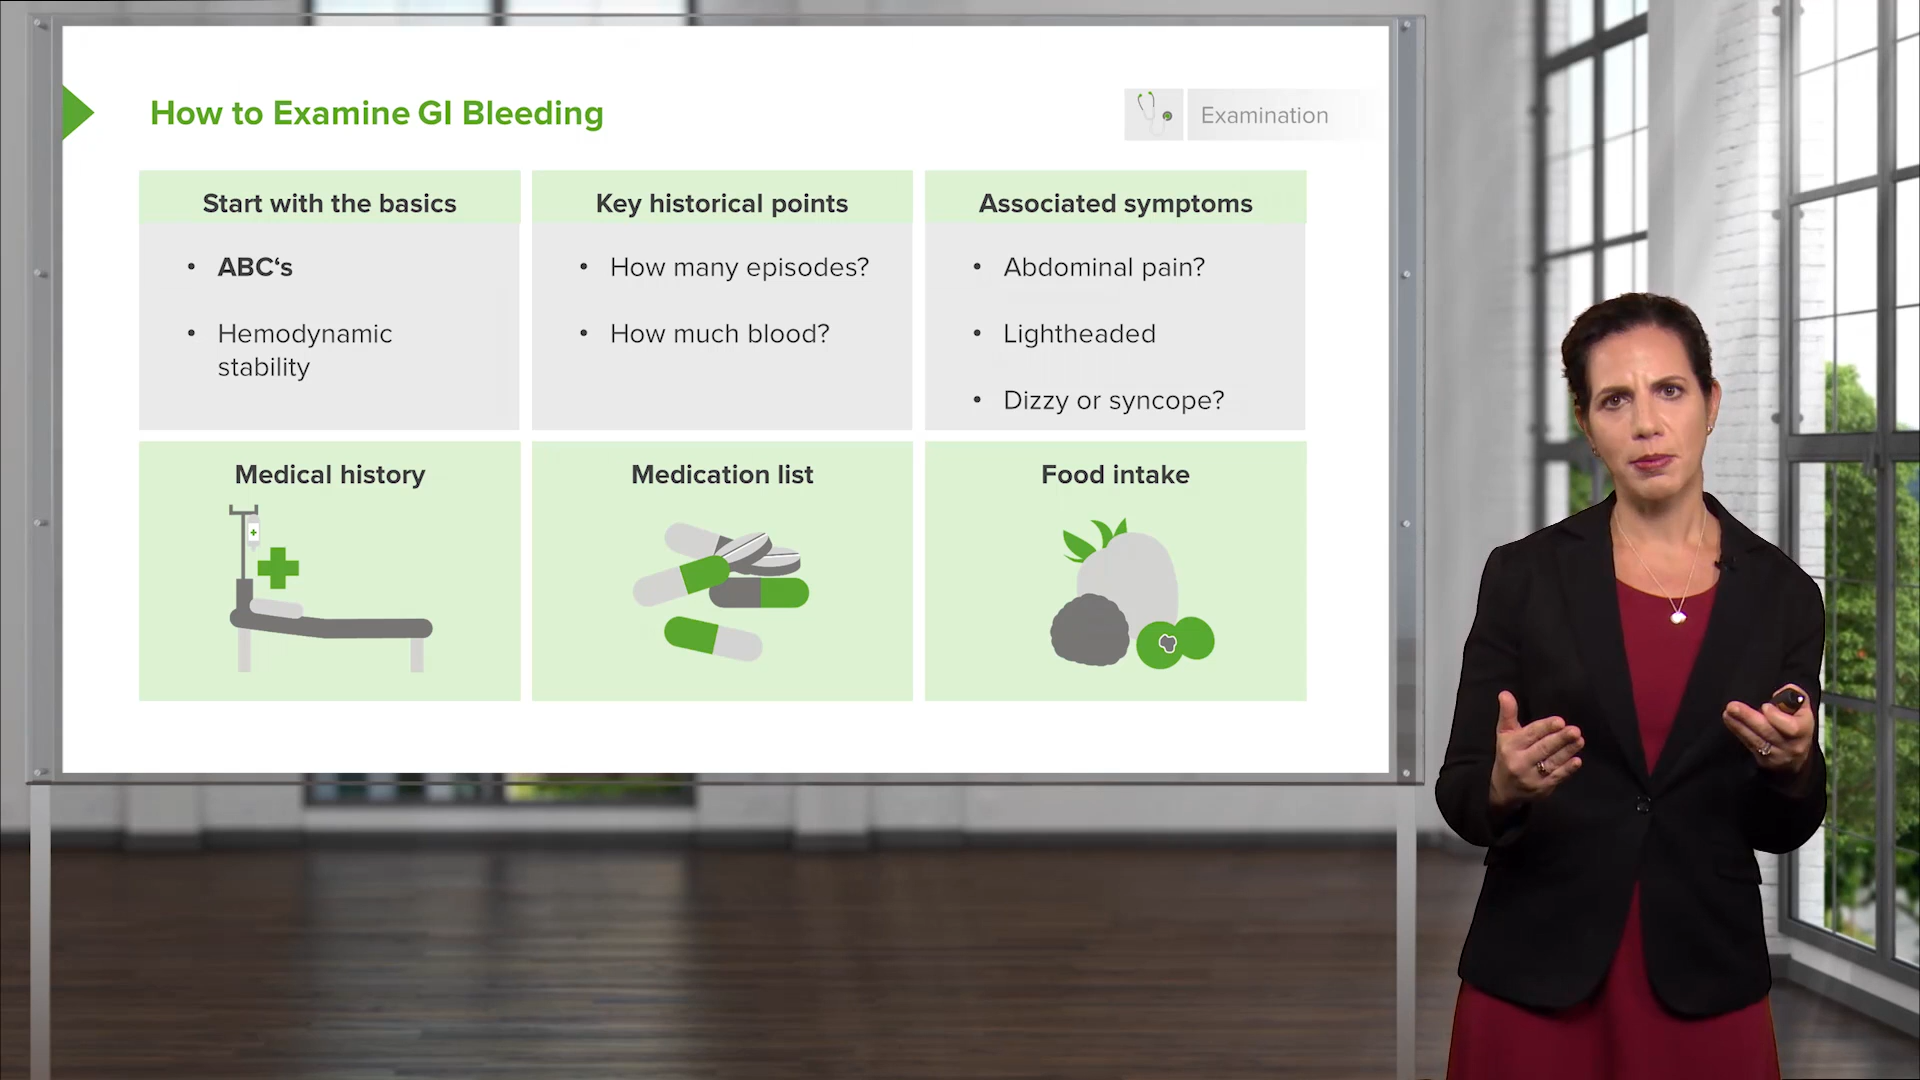 How to Examine GI Bleeding
Examination
Start with the basics
• ABC‘s
• Hemodynamic
stability
Key historical points
• How many episodes?
• How much blood?
Associated symptoms
• Abdominal pain?
• Lightheaded
• Dizzy or syncope?
Medical history
Medication list
Food intake